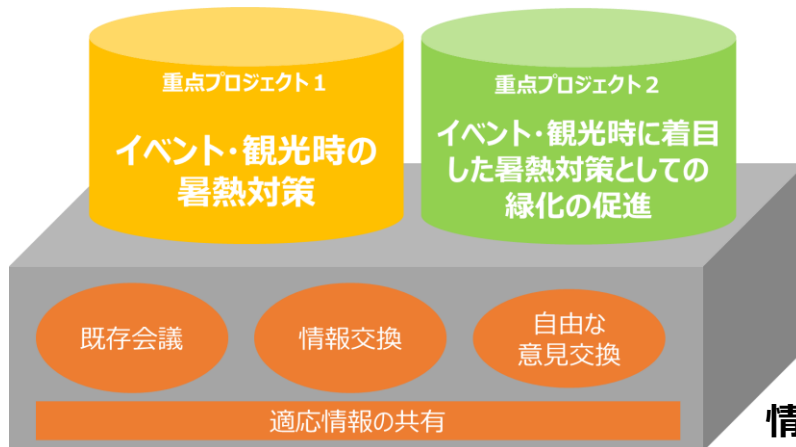 重点プロジェクト1
イベント・観光時の
暑熱対策
重点プロジェクト2
イベント・観光時に着目
した暑熱対策としての
緑化の促進
既存会議
情報交換
自由な
意見交換
適応情報の共有
情